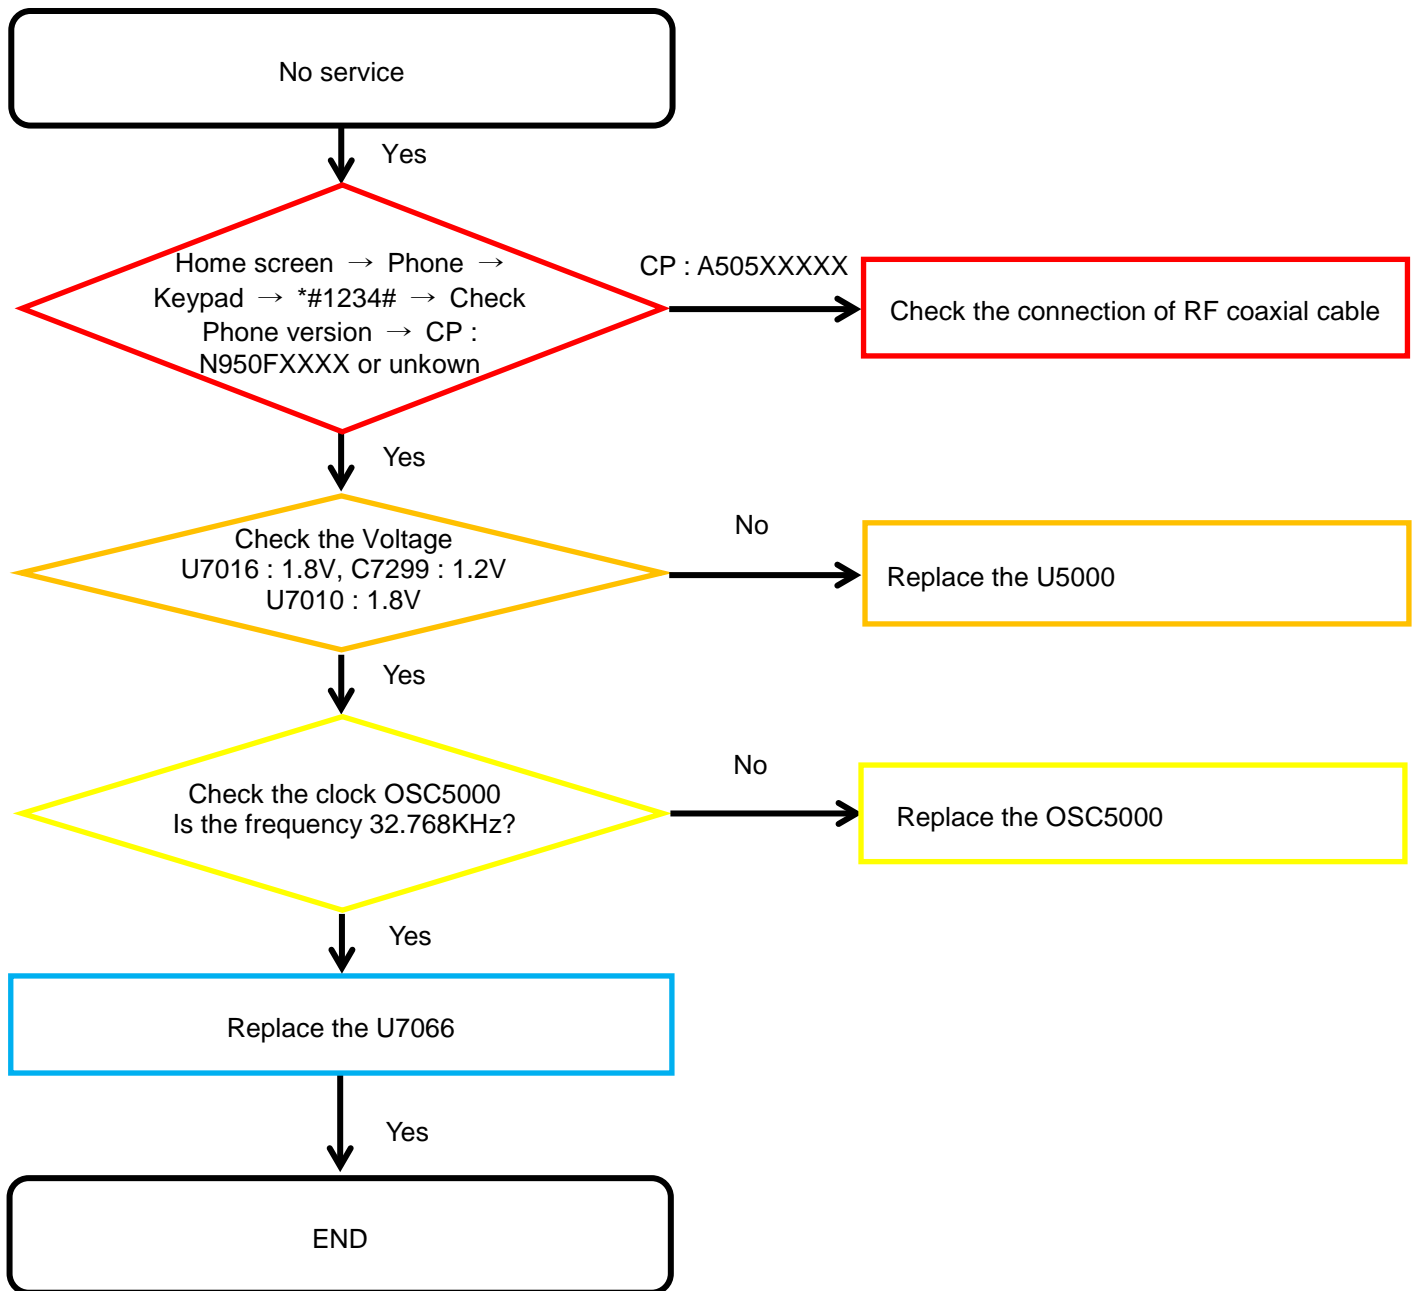 No service
Yes
Home screen → Phone →
Keypad → *#1234# → Check
Phone version → CP :
N950FXXXX or unkown
CP : A505XXXXX
Check the connection of RF coaxial cable
Yes
Check the Voltage
U7016 : 1.8V, C7299 : 1.2V
U7010 : 1.8V
No
Replace the U5000
Yes
Check the clock OSC5000
Is the frequency 32.768KHz?
No
Replace the OSC5000
Yes
Replace the U7066
Yes
END